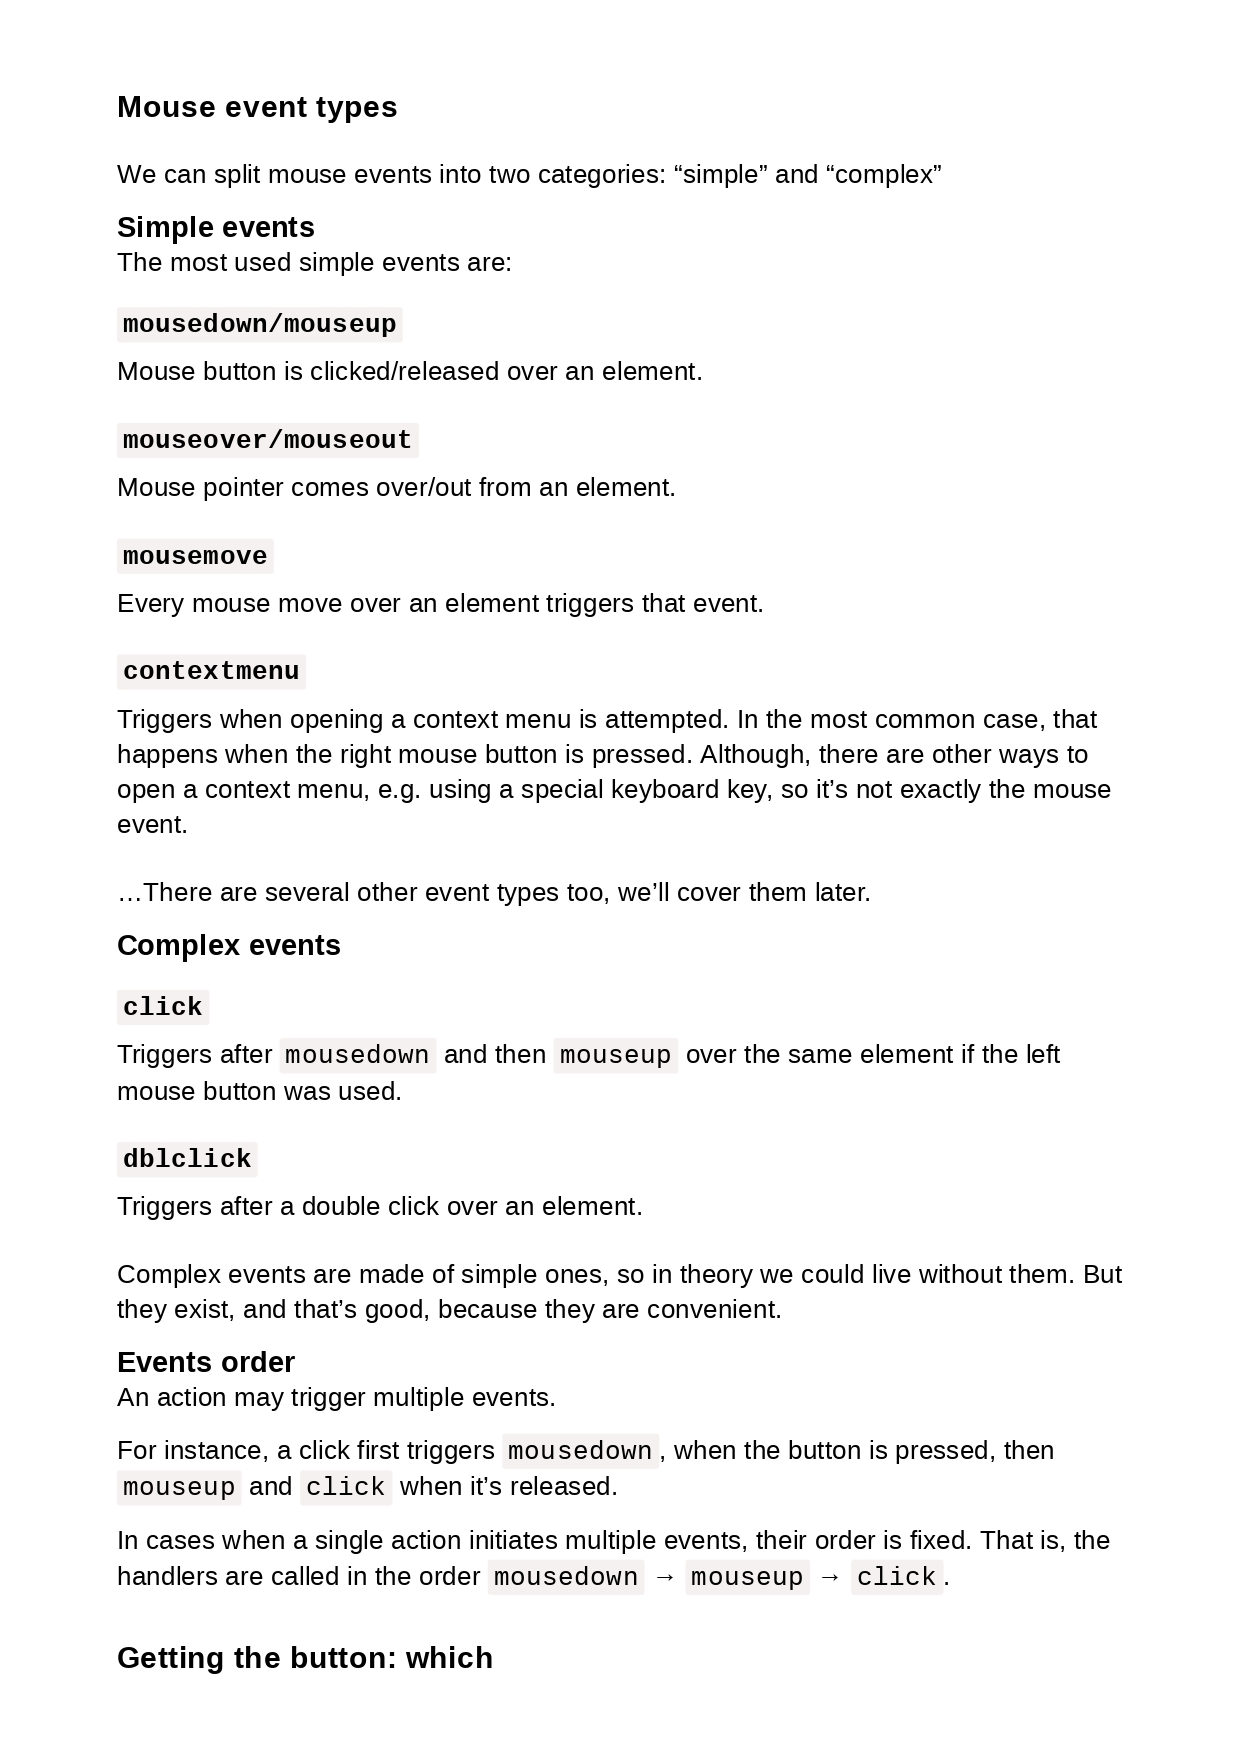 Mouse event types
We can split mouse events into two categories: “simple” and “complex”
Simple events
The most used simple events are:
mousedown/mouseup
Mouse button is clicked/released over an element.
mouseover/mouseout
Mouse pointer comes over/out from an element.
mousemove
Every mouse move over an element triggers that event.
contextmenu
Triggers when opening a context menu is attempted. In the most common case, that
happens when the right mouse button is pressed. Although, there are other ways to
open a context menu, e.g. using a special keyboard key, so it’s not exactly the mouse
event.
…There are several other event types too, we’ll cover them later.
Complex events
click
Triggers after mousedown and then mouseup over the same element if the left
mouse button was used.
dblclick
Triggers after a double click over an element.
Complex events are made of simple ones, so in theory we could live without them. But
they exist, and that’s good, because they are convenient.
Events order
An action may trigger multiple events.
For instance, a click first triggers mousedown, when the button is pressed, then
mouseup and click when it’s released.
In cases when a single action initiates multiple events, their order is fixed. That is, the
handlers are called in the order mousedown → mouseup → click.
Getting the button: which